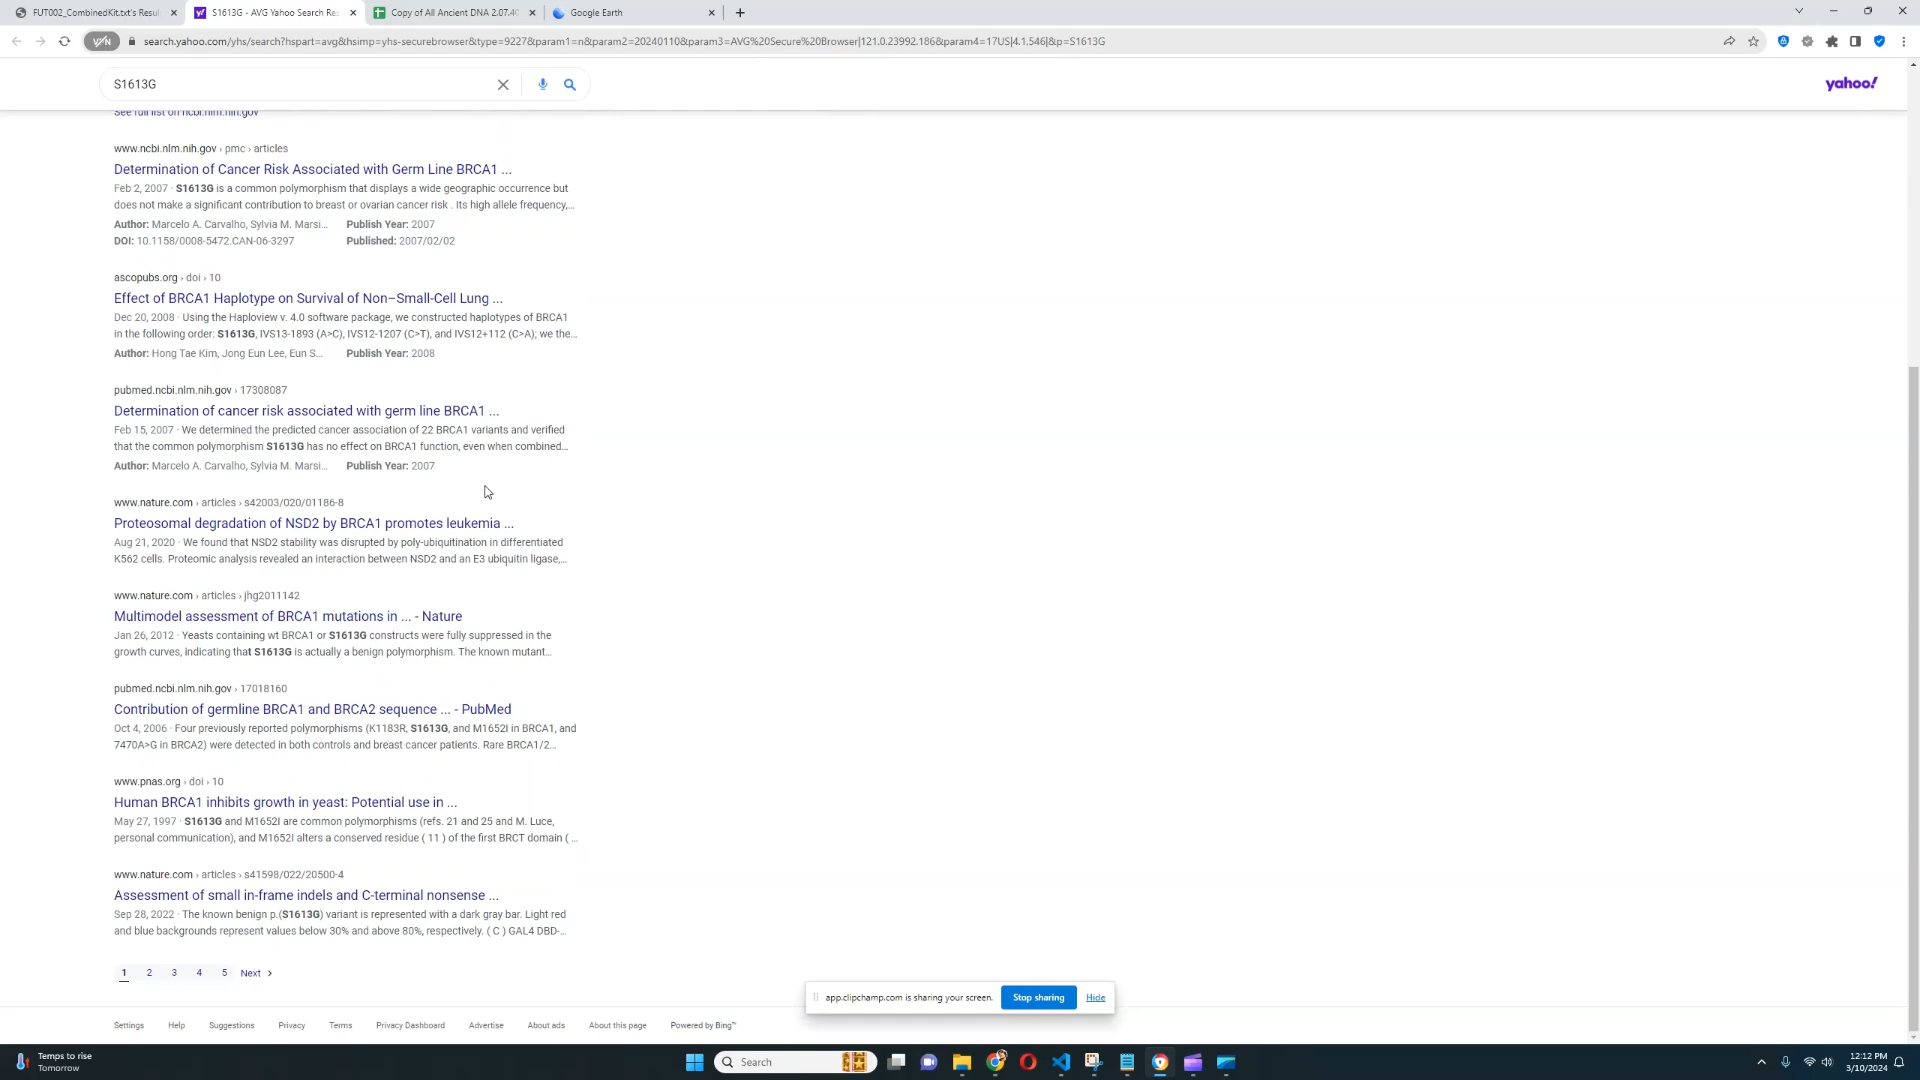 FUT002_CombinedKit.txt's Resu
S1613G - AVG Yahoo Search Re
Copy of All Ancient DNA 2.07.40
Google Earth
VPN
search.yahoo.com/yhs/search?hspart=avg&hsimp=yhs-securebrowser&type=9227&param1=n&param2=20240110&param3=AVG%20Secure%20Browser|121.0.23992.186&param4=17US|4.1.546|&p=S1613G
S1613G
yahoo!
See full list on ncbi.nlm.nih.gov
www.ncbi.nlm.nih.gov › pmc › articles
Determination of Cancer Risk Associated with Germ Line BRCA1 ...
Feb 2, 2007 · S1613G is a common polymorphism that displays a wide geographic occurrence but
does not make a significant contribution to breast or ovarian cancer risk . Its high allele frequency,...
Author: Marcelo A. Carvalho, Sylvia M. Marsi... Publish Year: 2007
DOI: 10.1158/0008-5472.CAN-06-3297 Published: 2007/02/02
ascopubs.org › doi › 10
Effect of BRCA1 Haplotype on Survival of Non–Small-Cell Lung ...
Dec 20, 2008 · Using the Haploview v. 4.0 software package, we constructed haplotypes of BRCA1
in the following order: S1613G, IVS13-1893 (A>C), IVS12-1207 (C>T), and IVS12+112 (C>A); we the...
Author: Hong Tae Kim, Jong Eun Lee, Eun S... Publish Year: 2008
pubmed.ncbi.nlm.nih.gov › 17308087
Determination of cancer risk associated with germ line BRCA1 ...
Feb 15, 2007 · We determined the predicted cancer association of 22 BRCA1 variants and verified
that the common polymorphism S1613G has no effect on BRCA1 function, even when combined...
Author: Marcelo A. Carvalho, Sylvia M. Marsi... Publish Year: 2007
www.nature.com › articles › s42003/020/01186-8
Proteosomal degradation of NSD2 by BRCA1 promotes leukemia ...
Aug 21, 2020 · We found that NSD2 stability was disrupted by poly-ubiquitination in differentiated
K562 cells. Proteomic analysis revealed an interaction between NSD2 and an E3 ubiquitin ligase,...
www.nature.com › articles › jhg2011142
Multimodel assessment of BRCA1 mutations in ... - Nature
Jan 26, 2012 · Yeasts containing wt BRCA1 or S1613G constructs were fully suppressed in the
growth curves, indicating that S1613G is actually a benign polymorphism. The known mutant...
pubmed.ncbi.nlm.nih.gov › 17018160
Contribution of germline BRCA1 and BRCA2 sequence ... - PubMed
Oct 4, 2006 · Four previously reported polymorphisms (K1183R, S1613G, and M1652I in BRCA1, and
7470A>G in BRCA2) were detected in both controls and breast cancer patients. Rare BRCA1/2...
www.pnas.org › doi › 10
Human BRCA1 inhibits growth in yeast: Potential use in ...
May 27, 1997 · S1613G and M1652I are common polymorphisms (refs. 21 and 25 and M. Luce,
personal communication), and M1652I alters a conserved residue ( 11 ) of the first BRCT domain ( ...
www.nature.com › articles › s41598/022/20500-4
Assessment of small in-frame indels and C-terminal nonsense ...
Sep 28, 2022 · The known benign p.(S1613G) variant is represented with a dark gray bar. Light red
and blue backgrounds represent values below 30% and above 80%, respectively. ( C ) GAL4 DBD-...
1 2 3 4 5 Next >
app.clipchamp.com is sharing your screen. Stop sharing Hide
Settings Help Suggestions Privacy Terms Privacy Dashboard Advertise About ads About this page Powered by Bing™
Temps to rise
Tomorrow
Search
12:12 PM
3/10/2024